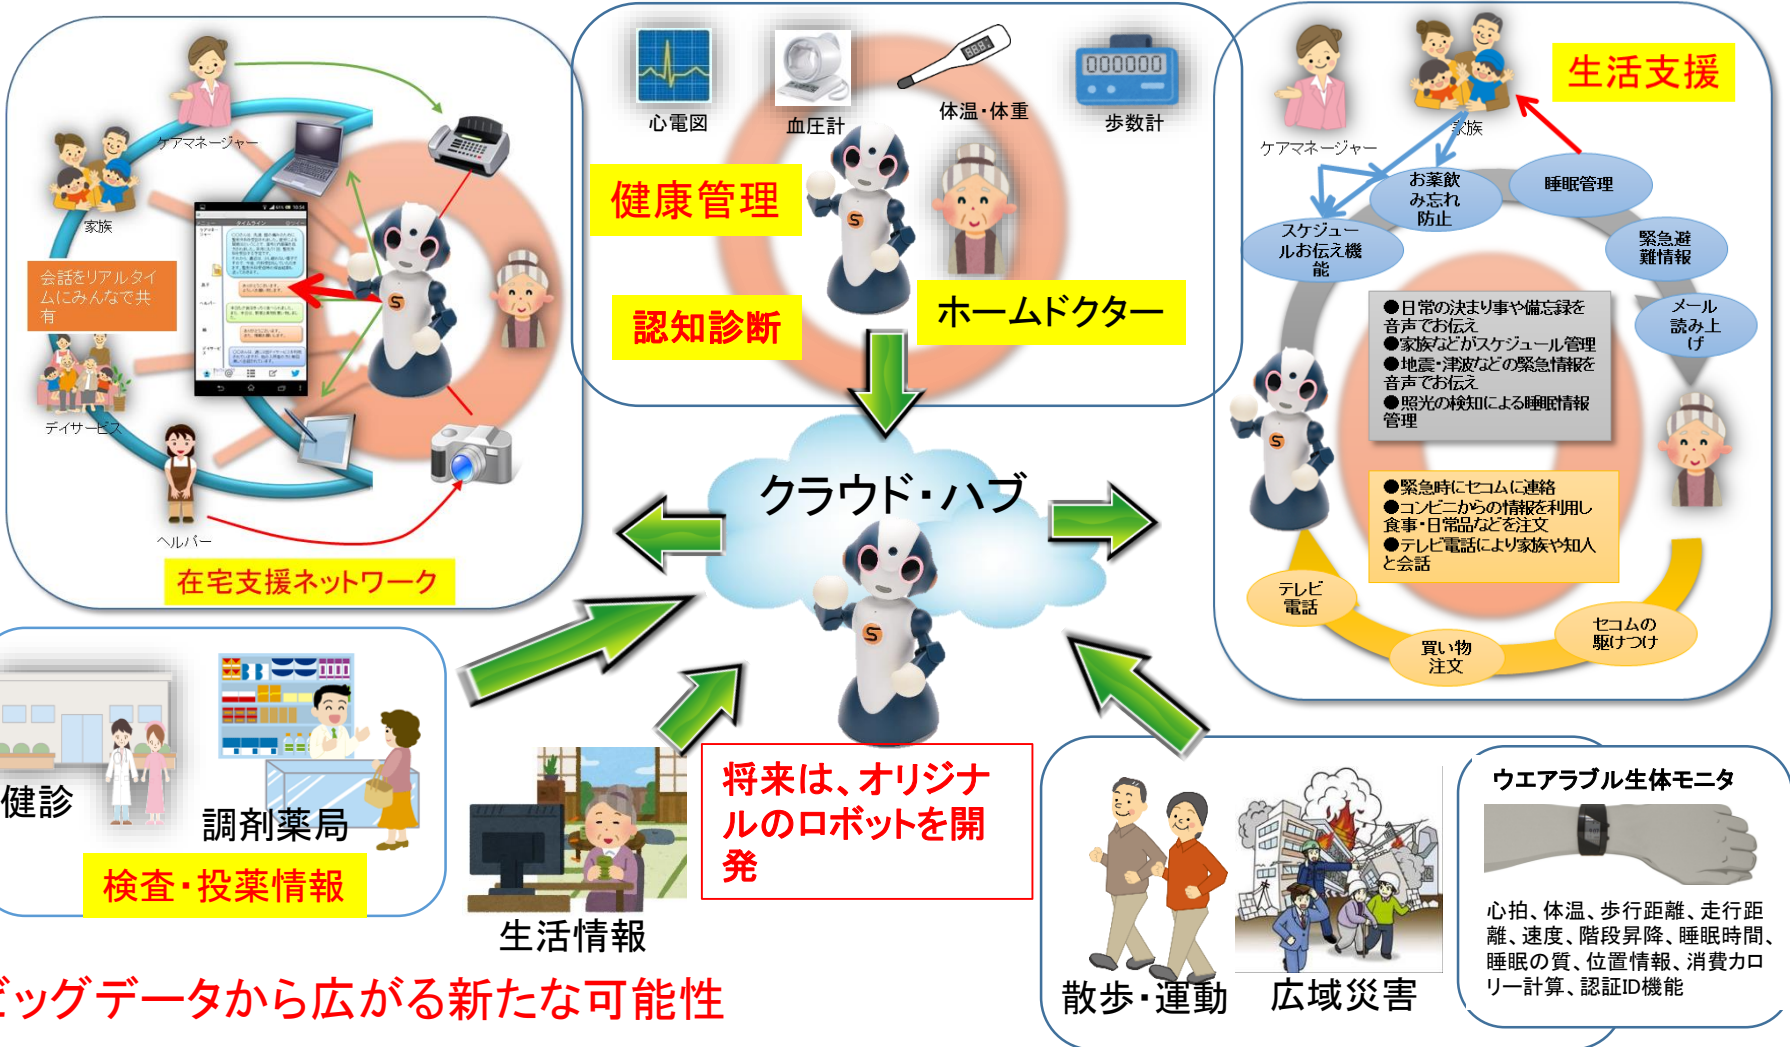 ケアマネージャー
家族
会話をリアルタイ
ムにみんなで共
有
デイサービス
ヘルパー
在宅支援ネットワーク
タイムライン
心電図
血圧計
体温・体重
歩数計
健康管理
認知診断
ホームドクター
生活支援
ケアマネージャー
家族
お薬飲
み忘れ
防止
睡眠管理
スケジュー
ルお伝え機
能
緊急避
難情報
メール
読み上
げ
●日常の決まり事や備忘録を
音声でお伝え
●家族などがスケジュール管理
●地震・津波などの緊急情報を
音声でお伝え
●照光の検知による睡眠情報
管理
●緊急時にセコムに連絡
●コンビニからの情報を利用し
食事・日常品などを注文
●テレビ電話により家族や知人
と会話
テレビ
電話
買い物
注文
セコムの
駆けつけ
クラウド・ハブ
健診
調剤薬局
検査・投薬情報
生活情報
将来は、オリジナ
ルのロボットを開
発
散歩・運動
広域災害
ウエアラブル生体モニタ
心拍、体温、歩行距離、走行距
離、速度、階段昇降、睡眠時間、
睡眠の質、位置情報、消費カロ
リー計算、認証ID機能
ビッグデータから広がる新たな可能性